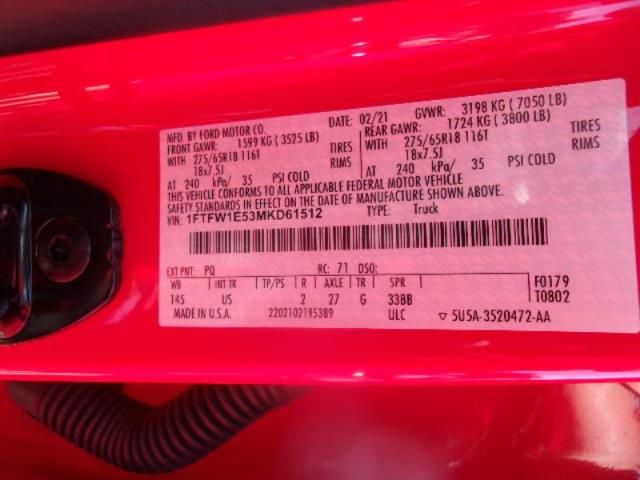 MFD. BY FORD MOTOR CO. DATE: 02/21 GVWR: 3198 KG ( 7050 LB)
FRONT GAWR: 1599 KG ( 3525 LB) REAR GAWR: 1724 KG ( 3800 LB)
WITH 275/65R18 116T TIRES WITH 275/65R18 116T TIRES
18x7.5J RIMS 18x7.5J RIMS
AT 240 kPa/ 35 PSI COLD AT 240 kPa/ 35 PSI COLD
THIS VEHICLE CONFORMS TO ALL APPLICABLE FEDERAL MOTOR VEHICLE
SAFETY STANDARDS IN EFFECT ON THE DATE OF MANUFACTURE SHOWN ABOVE.
VIN: 1FTFW1E53MKD61512 TYPE: Truck
EXT PNT: PQ RC: 71 DSO:
WB INT TR TP/PS R AXLE TR SPR F0179
145 US 2 27 G 33BB T0802
MADE IN U.S.A. 2202102195389 ULC ▽ 5U5A-3520472-AA